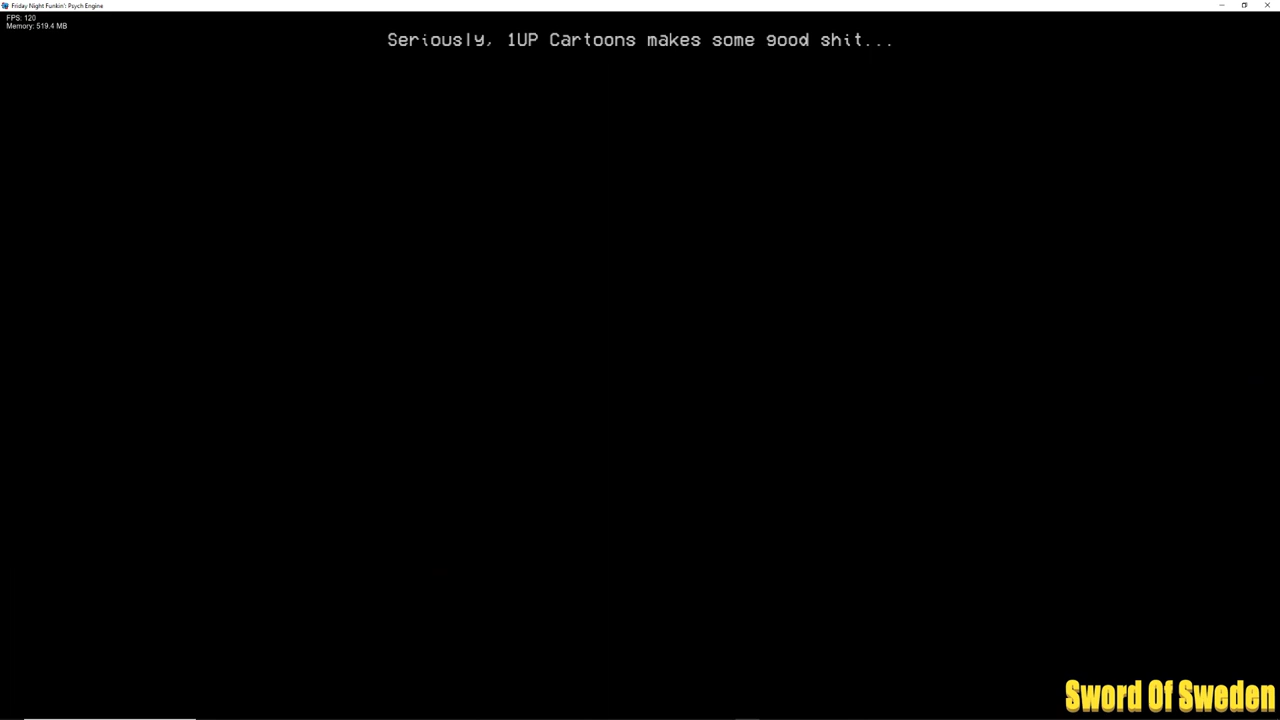 Friday Night Funkin': Psych Engine
FPS: 120
Memory: 519.4 MB
Seriously, 1UP Cartoons makes some good shit...
Sword Of Sweden